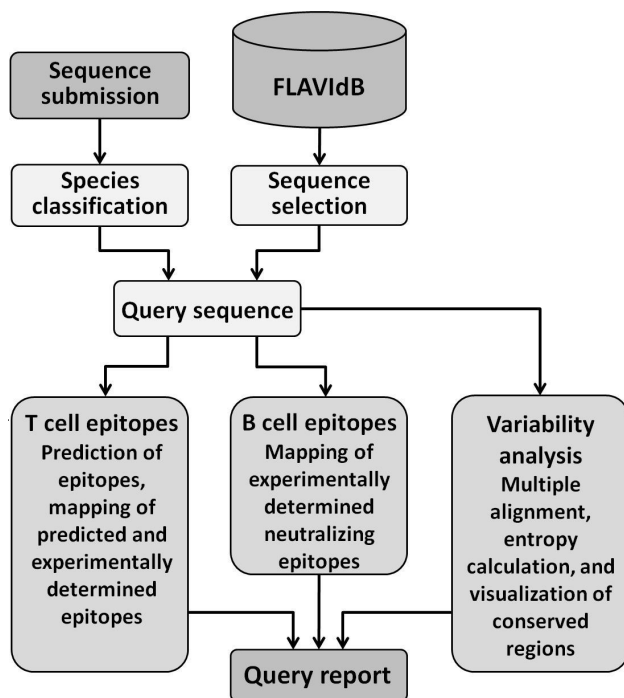 Sequence
submission
FLAVIdB
Species
classification
Sequence
selection
Query sequence
T cell epitopes
Prediction of
epitopes,
mapping of
predicted and
experimentally
determined
epitopes
B cell epitopes
Mapping of
experimentally
determined
neutralizing
epitopes
Variability
analysis
Multiple
alignment,
entropy
calculation, and
visualization of
conserved
regions
Query report